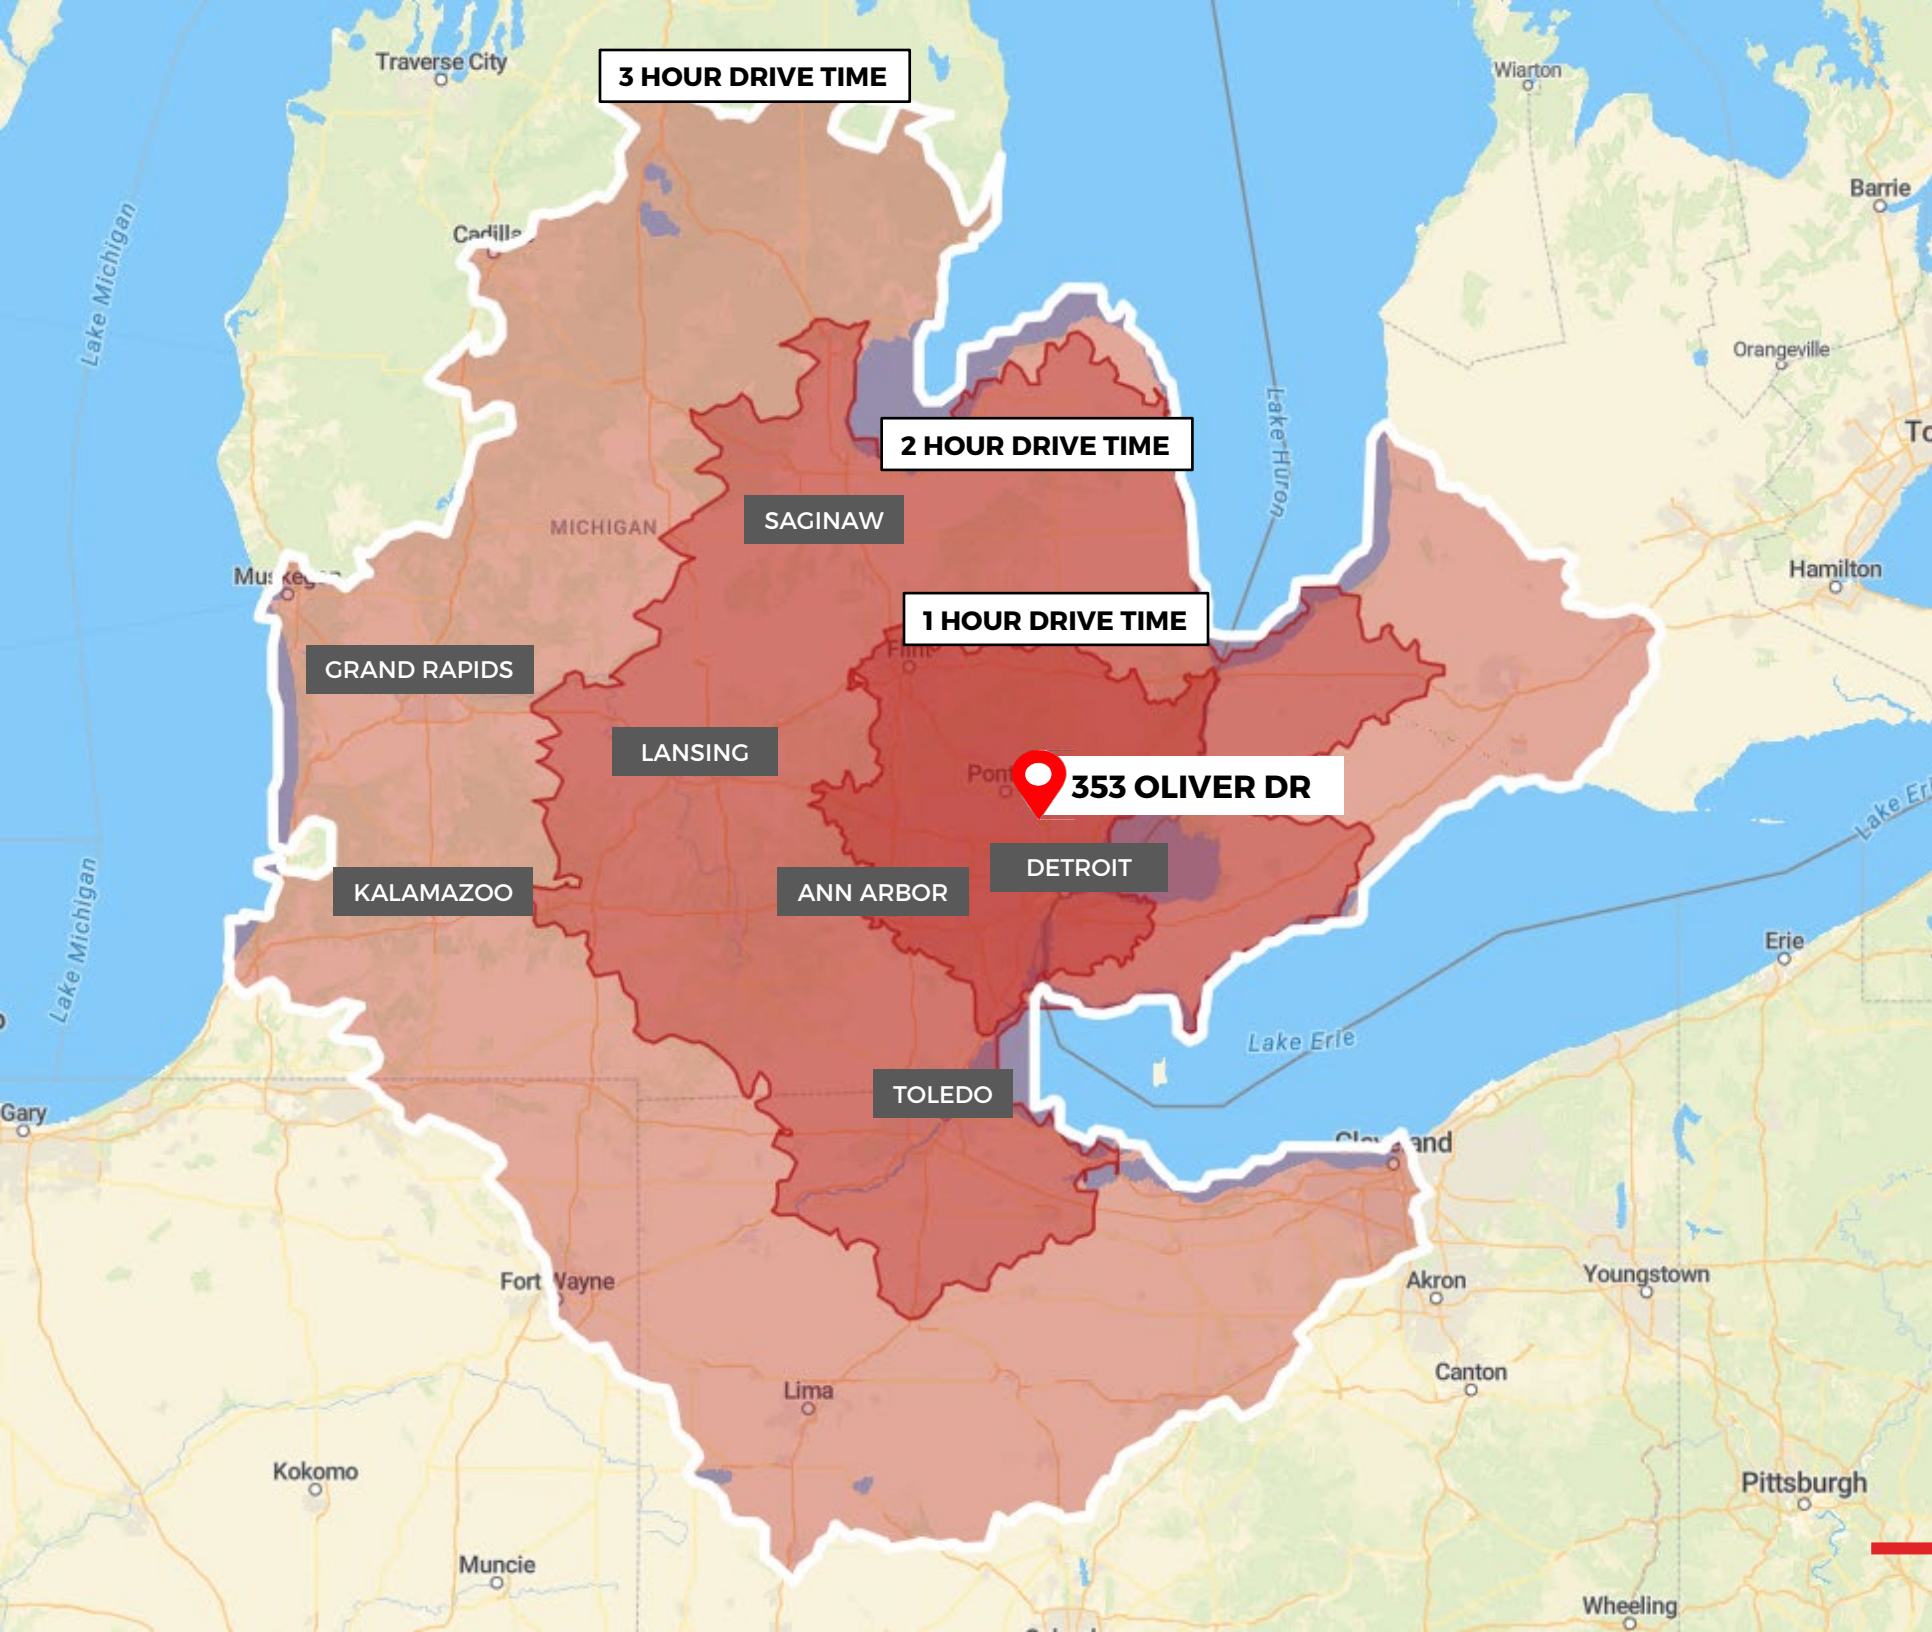 Traverse City
3 HOUR DRIVE TIME
Wiarton
Barrie
Lake Michigan
Orangeville
2 HOUR DRIVE TIME
Lake Huron
SAGINAW
MICHIGAN
Hamilton
1 HOUR DRIVE TIME
Flint
GRAND RAPIDS
LANSING
353 OLIVER DR
DETROIT
KALAMAZOO
ANN ARBOR
Lake Michigan
Erie
Lake Erie
TOLEDO
Gary
Fort Wayne
Akron
Youngstown
Lima
Canton
Kokomo
Pittsburgh
Muncie
Wheeling